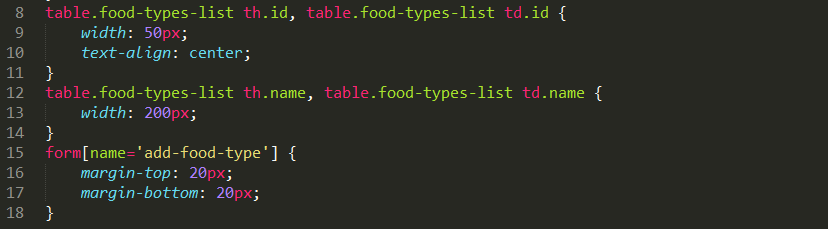 8 table.food-types-list th.id, table.food-types-list td.id {
9     width: 50px;
10     text-align: center;
11 }
12 table.food-types-list th.name, table.food-types-list td.name {
13     width: 200px;
14 }
15 form[name='add-food-type'] {
16     margin-top: 20px;
17     margin-bottom: 20px;
18 }